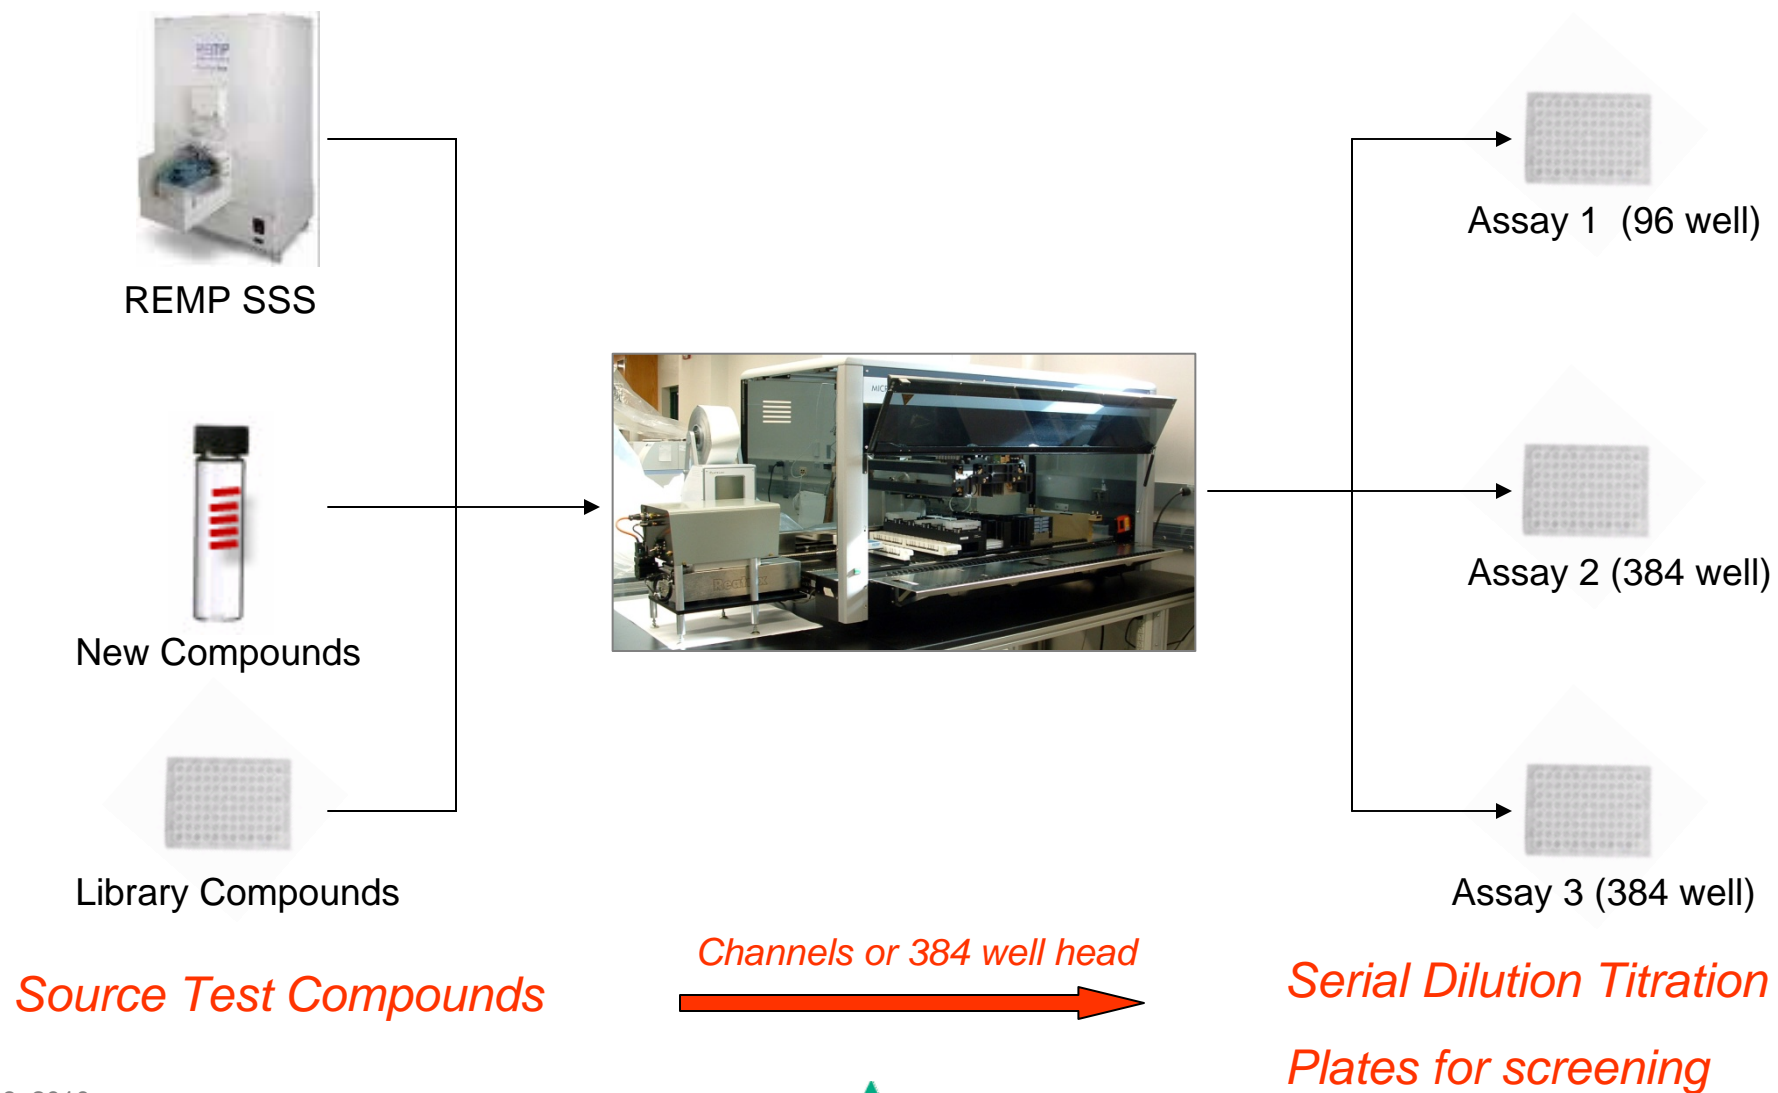 REMP SSS
New Compounds
Library Compounds
Source Test Compounds
MICR
Channels or 384 well head
Assay 1 (96 well)
Assay 2 (384 well)
Assay 3 (384 well)
Serial Dilution Titration
Plates for screening